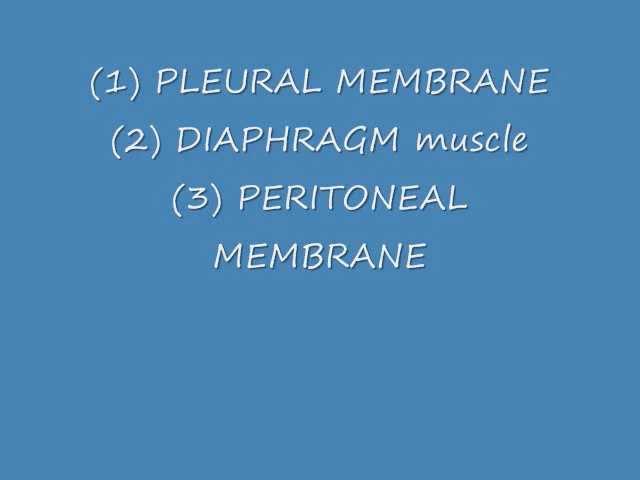 (1) PLEURAL MEMBRANE
(2) DIAPHRAGM muscle
(3) PERITONEAL
MEMBRANE